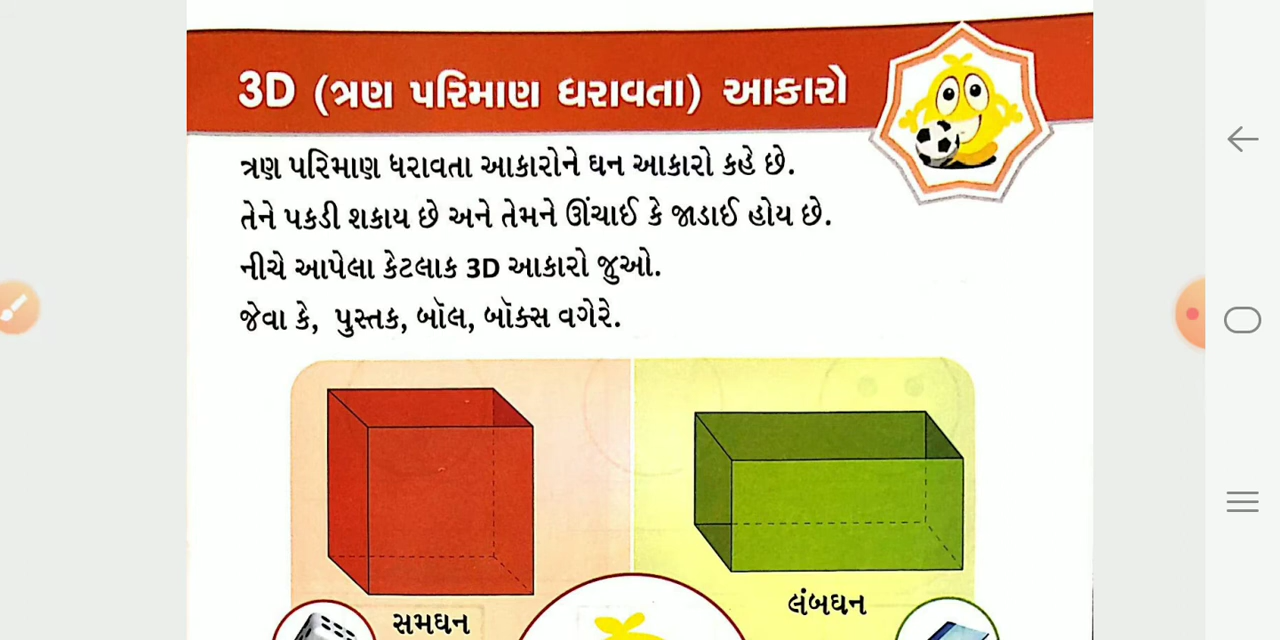 3D (ત્રણ પરિમાણ ધરાવતા) આકારો
ત્રણ પરિમાણ ધરાવતા આકારોને ઘન આકારો કહે છે.
તેને પકડી શકાય છે અને તેમને ઊંચાઈ કે જાડાઈ હોય છે.
નીચે આપેલા કેટલાક 3D આકારો જુઓ.
જેવા કે, પુસ્તક, બૉલ, બૉક્સ વગેરે.
સમઘન
લંબઘન